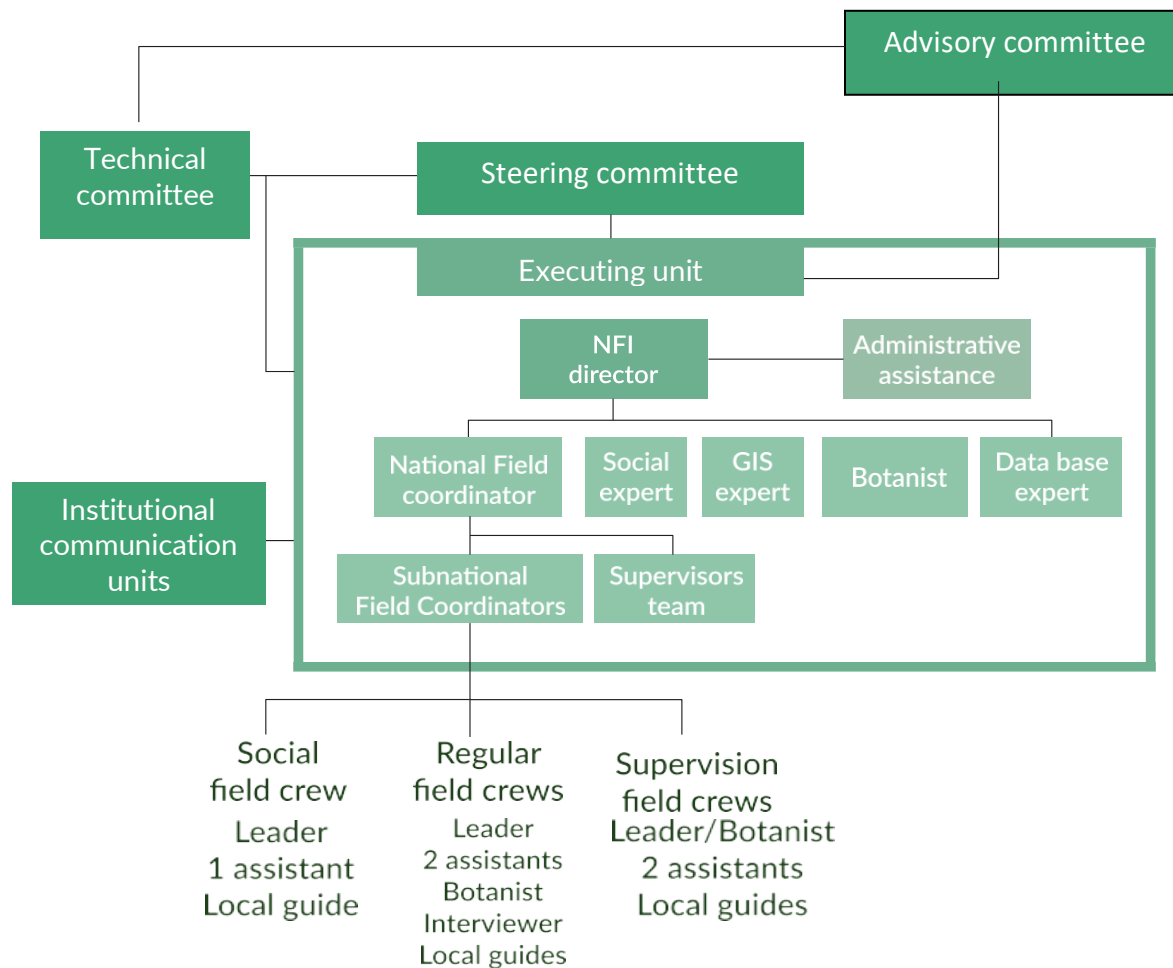 Advisory committee
Technical
committee
Steering committee
Executing unit
NFI
director
Administrative
assistance
National Field
coordinator
Social
expert
GIS
expert
Botanist
Data base
expert
Institutional
communication
units
Subnational
Field Coordinators
Supervisors
team
Social
field crew
Leader
1 assistant
Local guide
Regular
field crews
Leader
2 assistants
Botanist
Interviewer
Local guides
Supervision
field crews
Leader/Botanist
2 assistants
Local guides